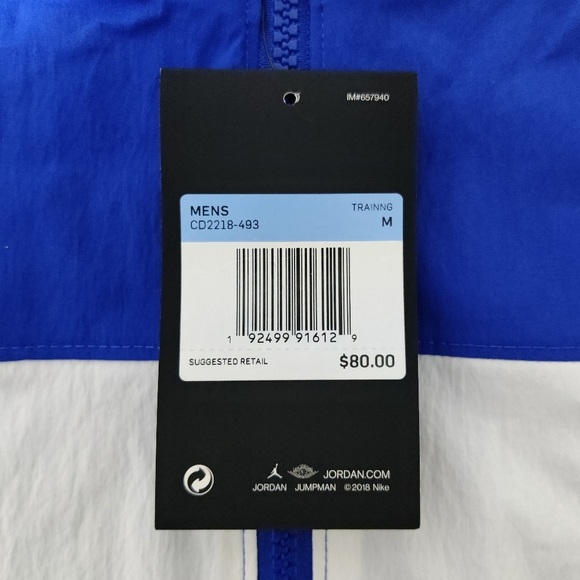 IM#657940
MENS TRAINNG
CD2218-493 M
1 92499 91612 9
SUGGESTED RETAIL $80.00
JORDAN.COM
JORDAN JUMPMAN ©2018 Nike